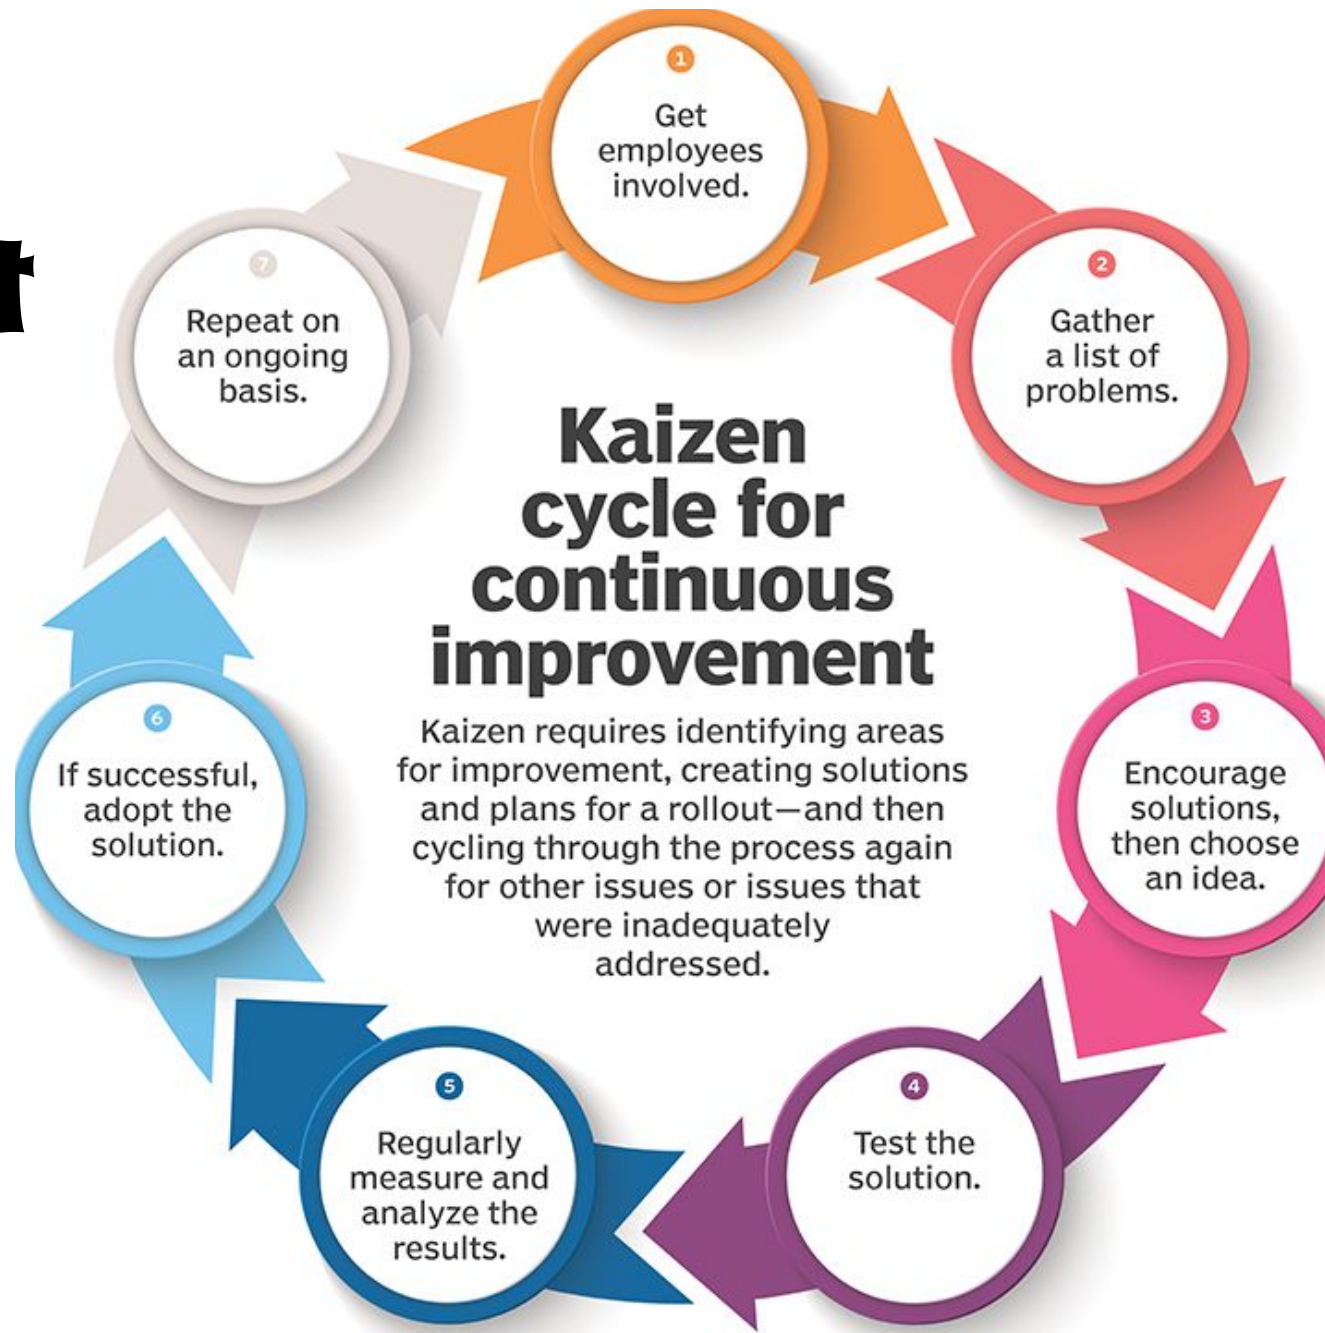 t
1
Get
employees
involved.
2
Gather
a list of
problems.
3
Encourage
solutions,
then choose
an idea.
4
Test the
solution.
5
Regularly
measure and
analyze the
results.
6
If successful,
adopt the
solution.
7
Repeat on
an ongoing
basis.
Kaizen
cycle for
continuous
improvement
Kaizen requires identifying areas
for improvement, creating solutions
and plans for a rollout—and then
cycling through the process again
for other issues or issues that
were inadequately
addressed.